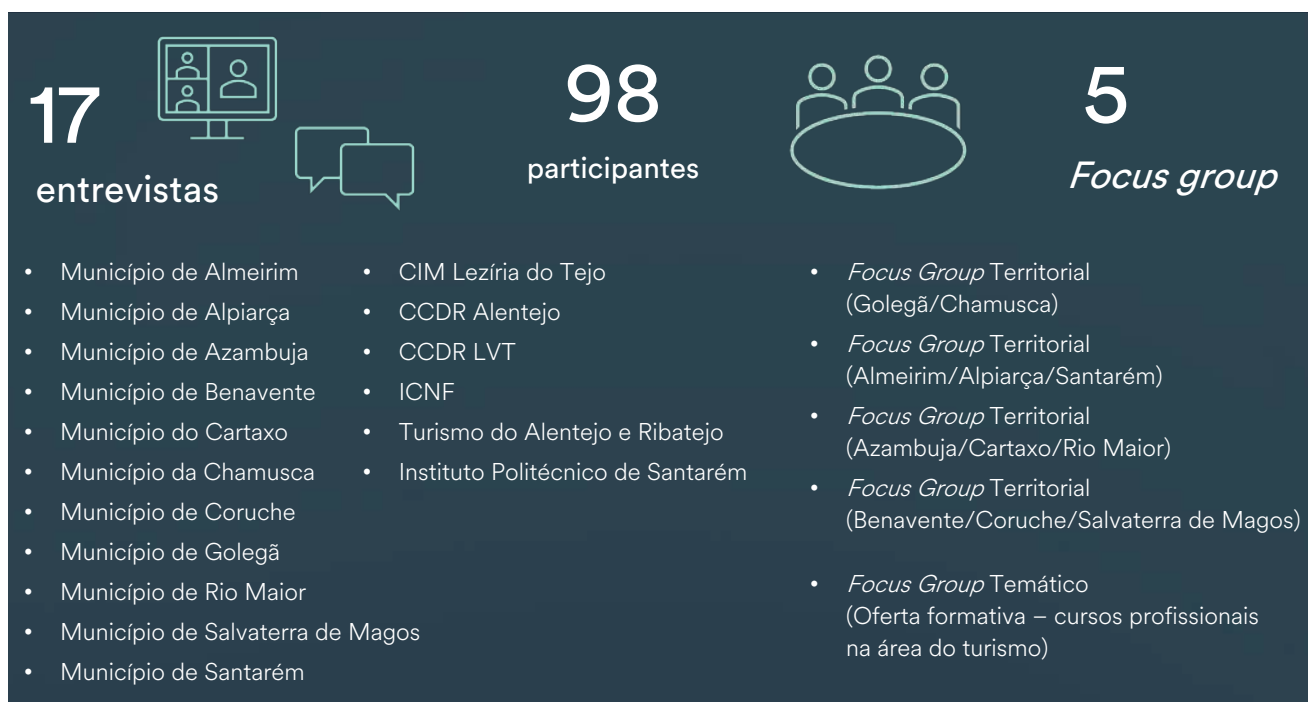 17
entrevistas
98
participantes
5
Focus group
• Município de Almeirim
• Município de Alpiarça
• Município de Azambuja
• Município de Benavente
• Município do Cartaxo
• Município da Chamusca
• Município de Coruche
• Município de Golegã
• Município de Rio Maior
• Município de Salvaterra de Magos
• Município de Santarém
• CIM Lezíria do Tejo
• CCDR Alentejo
• CCDR LVT
• ICNF
• Turismo do Alentejo e Ribatejo
• Instituto Politécnico de Santarém
• Focus Group Territorial
(Golegã/Chamusca)
• Focus Group Territorial
(Almeirim/Alpiarça/Santarém)
• Focus Group Territorial
(Azambuja/Cartaxo/Rio Maior)
• Focus Group Territorial
(Benavente/Coruche/Salvaterra de Magos)
• Focus Group Temático
(Oferta formativa – cursos profissionais
na área do turismo)